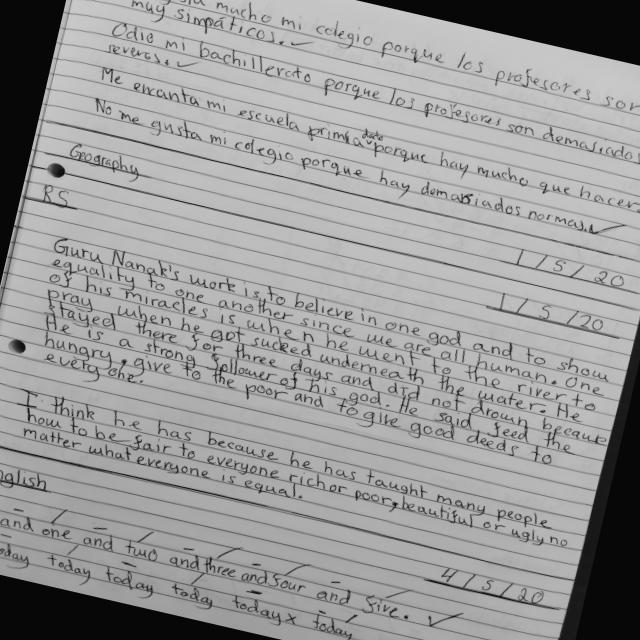 mucho mi colegio porque los profesores son
muy simpáticos. ✓
Odio mi bachillerato porque los profesores son demasiados
severos. ✓
Me encanta mi escuela primaria porque hay mucho que hacer.
No me gusta mi colegio porque hay demasiados normas. ✓
Geography 1/5/20
RS 1/5/20
Guru Nanak's work is to believe in one god and to show
equality to one another since we are all human. One
of his miracles is when he went to the river to
pray when he got sucked underneath the water. He
stayed there for three days and did not drown because
He is a strong follower of his god. He said feed the
hungry, give to the poor and to give good deeds to
everyone.
I think he has because he has taught many people
how to be fair to everyone rich or poor, beautiful or ugly no
matter what everyone is equal.
nglish 4/5/20
and one and two and three and four and five. ✓
oday today today today today x today